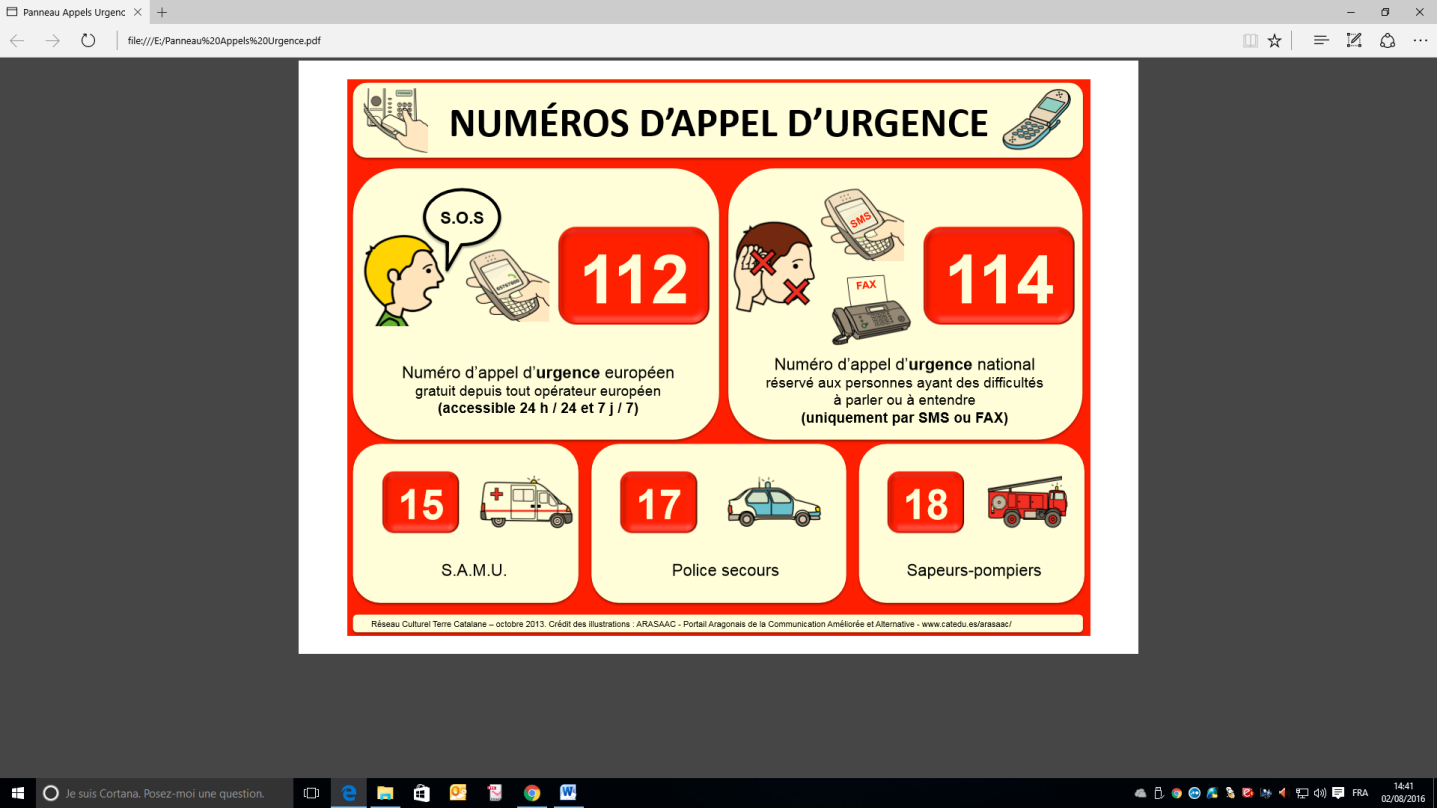 Panneau Appels Urgenc
file:///E:/Panneau%20Appels%20Urgence.pdf
NUMÉROS D'APPEL D'URGENCE
S.O.S
112
Numéro d'appel d'urgence européen
gratuit depuis tout opérateur européen
(accessible 24 h / 24 et 7 j / 7)
SMS
FAX
114
Numéro d'appel d'urgence national
réservé aux personnes ayant des difficultés
à parler ou à entendre
(uniquement par SMS ou FAX)
15
S.A.M.U.
17
Police secours
18
Sapeurs-pompiers
Réseau Culturel Terre Catalane – octobre 2013. Crédit des illustrations : ARASAAC - Portail Aragonais de la Communication Améliorée et Alternative - www.catedu.es/arasaac/
Je suis Cortana. Posez-moi une question.
FRA
14:41
02/08/2016